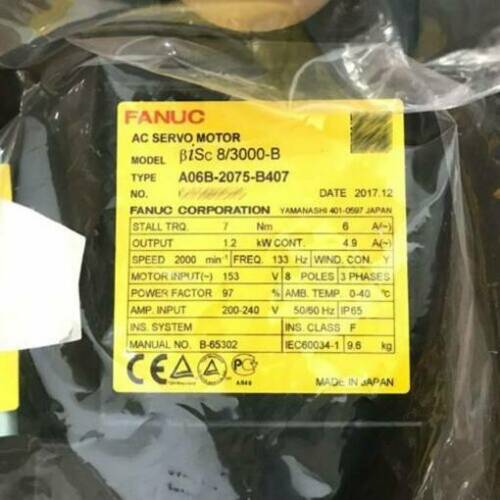 FANUC
AC SERVO MOTOR
MODEL βiSc 8/3000-B
TYPE A06B-2075-B407
NO. DATE 2017.12
FANUC CORPORATION YAMANASHI 401-0597 JAPAN
STALL TRQ. 7 Nm 6 A(~)
OUTPUT 1.2 kW CONT. 4.9 A(~)
SPEED 2000 min⁻¹ FREQ. 133 Hz WIND. CON. Y
MOTOR INPUT(~) 153 V 8 POLES 3 PHASES
POWER FACTOR 97 % AMB. TEMP. 0-40 ℃
AMP. INPUT 200-240 V 50/60 Hz IP65
INS. SYSTEM INS. CLASS F
MANUAL NO. B-65302 IEC60034-1 9.6 kg
CE
MADE IN JAPAN